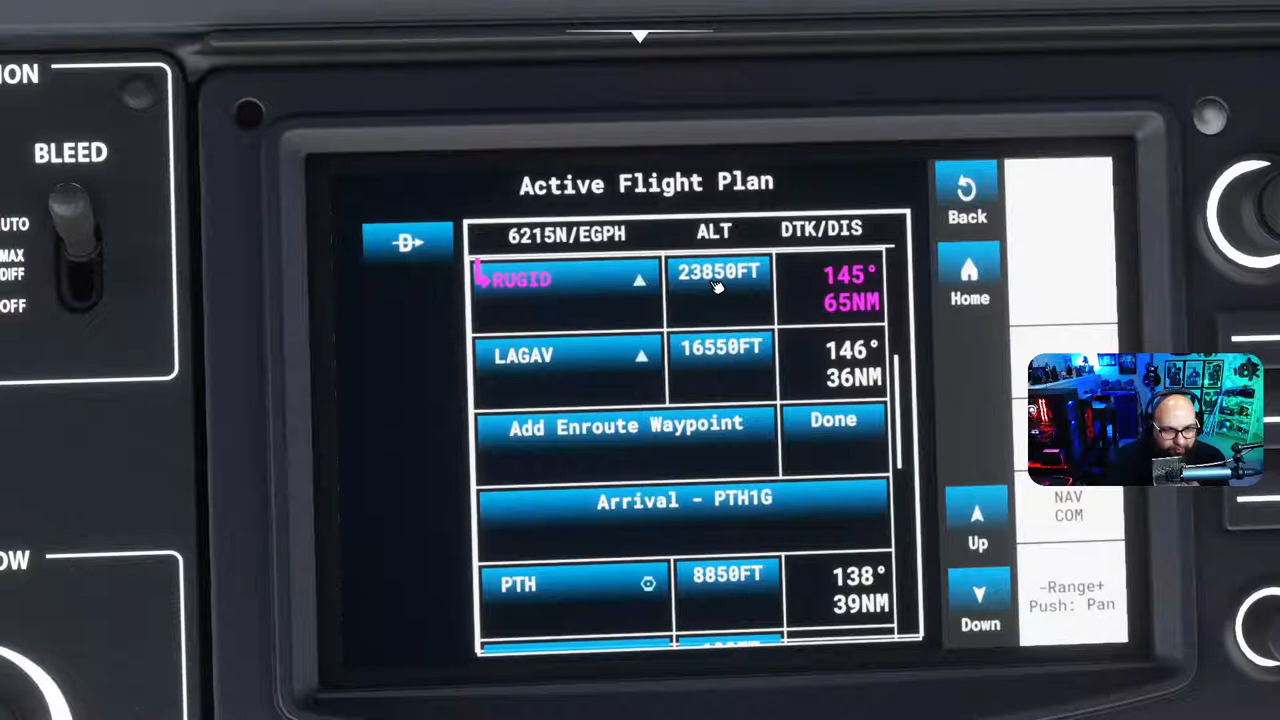 ION
BLEED
AUTO
MAX
DIFF
OFF
OW
Active Flight Plan
6215N/EGPH ALT DTK/DIS
RUGID 23850FT 145°
65NM
LAGAV 16550FT 146°
36NM
Add Enroute Waypoint Done
Arrival - PTH1G
PTH 8850FT 138°
39NM
Back
Home
Up
Down
NAV
COM
-Range+
Push: Pan